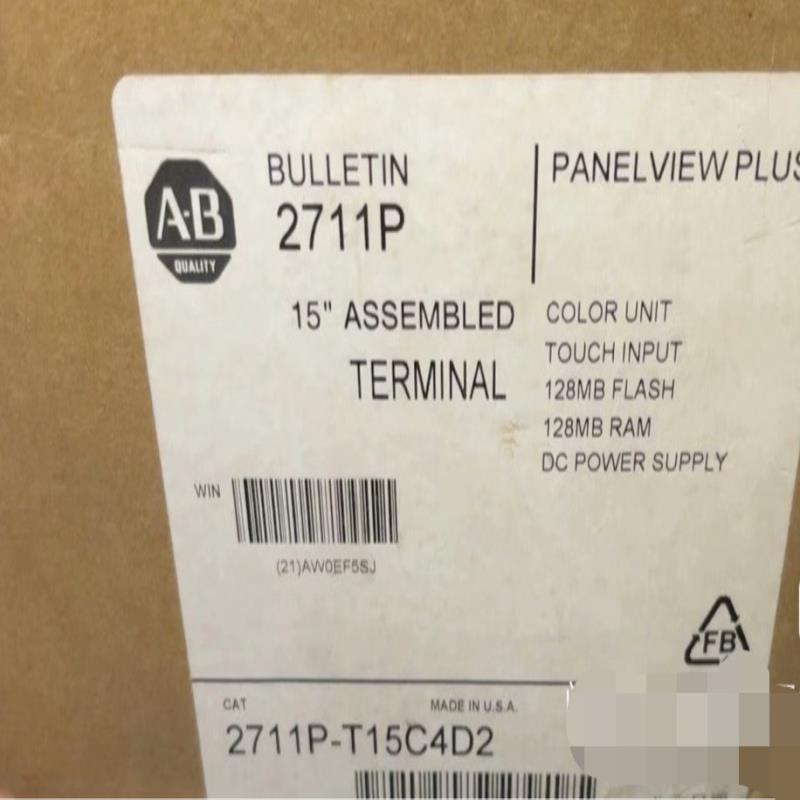 A·B
QUALITY
BULLETIN
2711P
PANELVIEW PLUS
15" ASSEMBLED
TERMINAL
COLOR UNIT
TOUCH INPUT
128MB FLASH
128MB RAM
DC POWER SUPPLY
WIN
(21)AW0EF5SJ
FB
CAT
MADE IN U.S.A.
2711P-T15C4D2